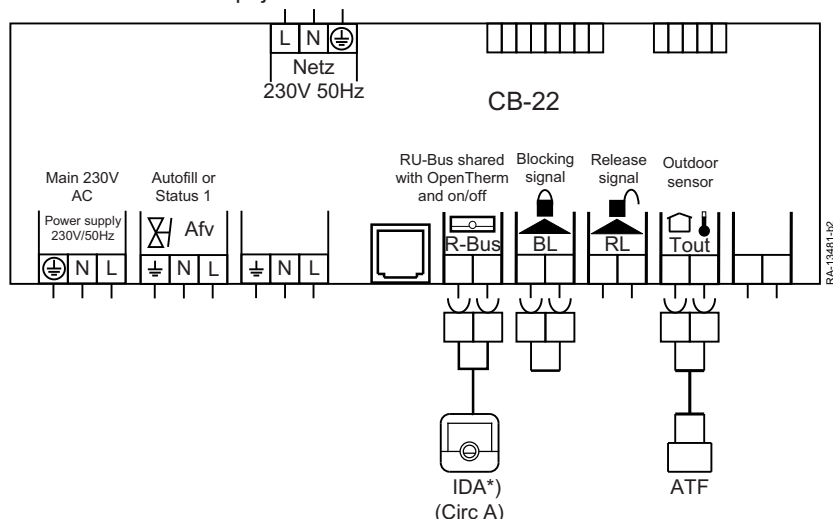 L N
Netz
230V 50Hz
CB-22
Main 230V
AC
Autofill or
Status 1
RU-Bus shared
with OpenTherm
and on/off
Blocking
signal
Release
signal
Outdoor
sensor
Power supply
230V/50Hz
Afv
R-Bus
BL
RL
Tout
N L
N L
N L
IDA*)
(Circ A)
ATF
RA-13481-b2